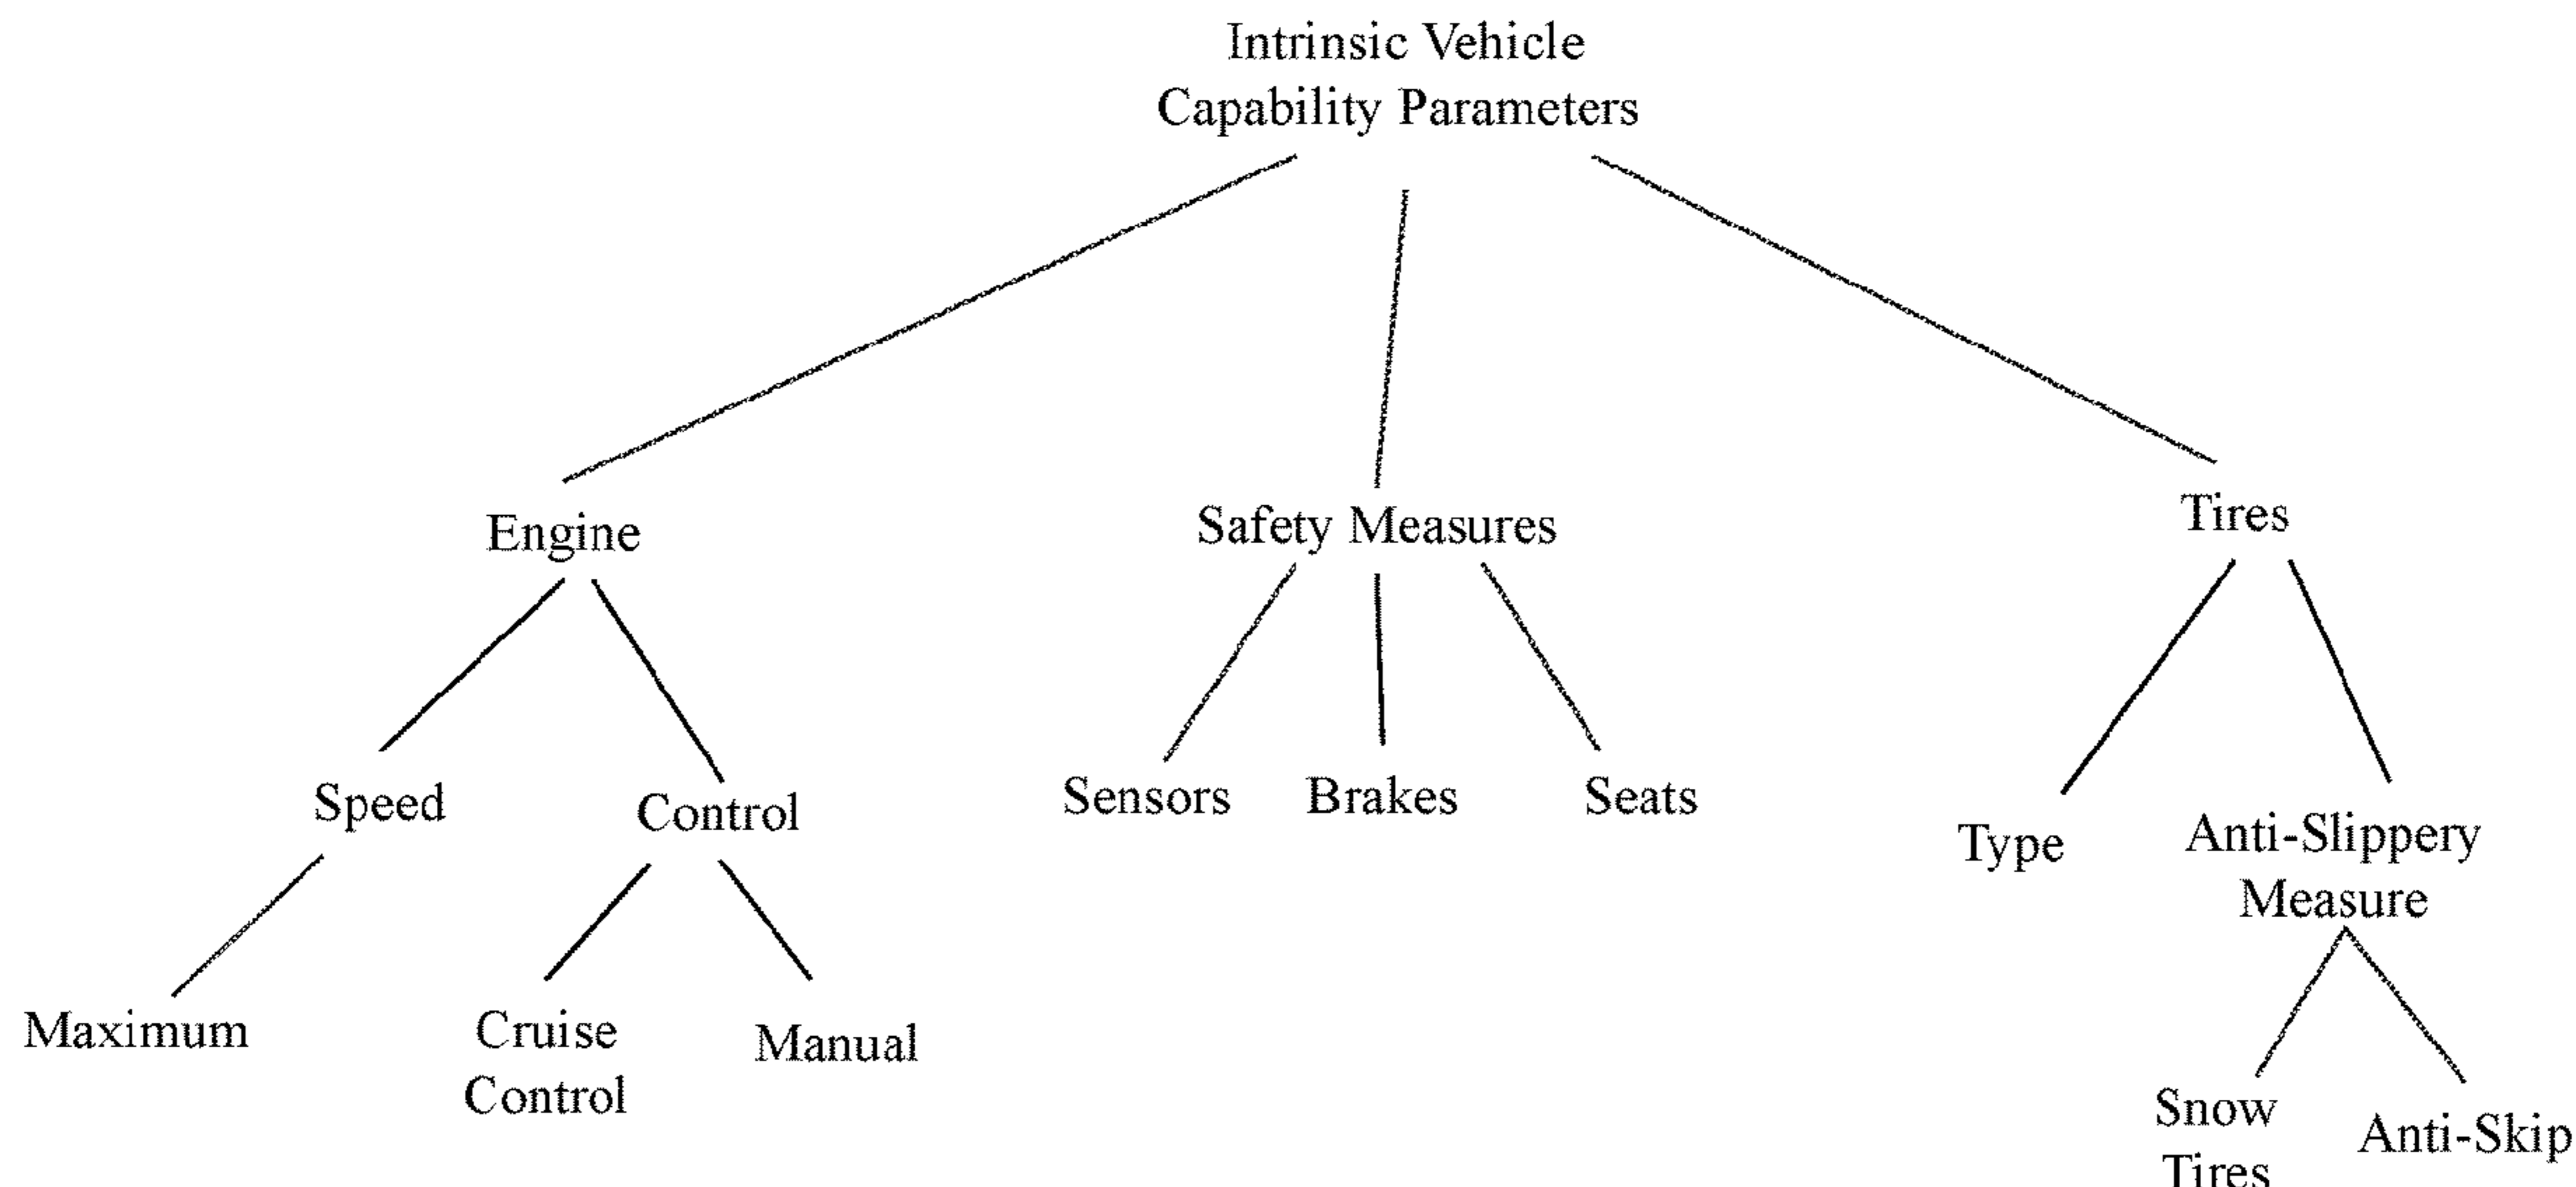 Intrinsic Vehicle
Capability Parameters
Engine
Safety Measures
Tires
Speed
Control
Sensors
Brakes
Seats
Type
Anti-Slippery
Measure
Maximum
Cruise
Control
Manual
Snow
Tires
Anti-Skip